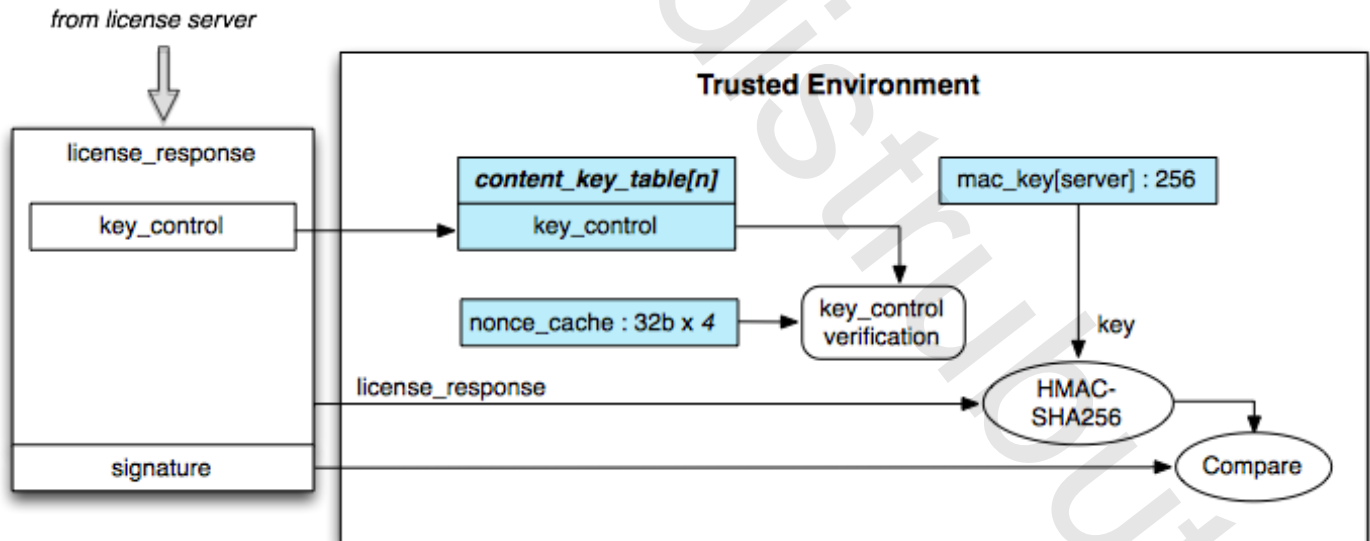 from license server
Trusted Environment
license_response
key_control
content_key_table[n]
key_control
mac_key[server] : 256
nonce_cache : 32b x 4
key_control
verification
key
license_response
HMAC-
SHA256
signature
Compare